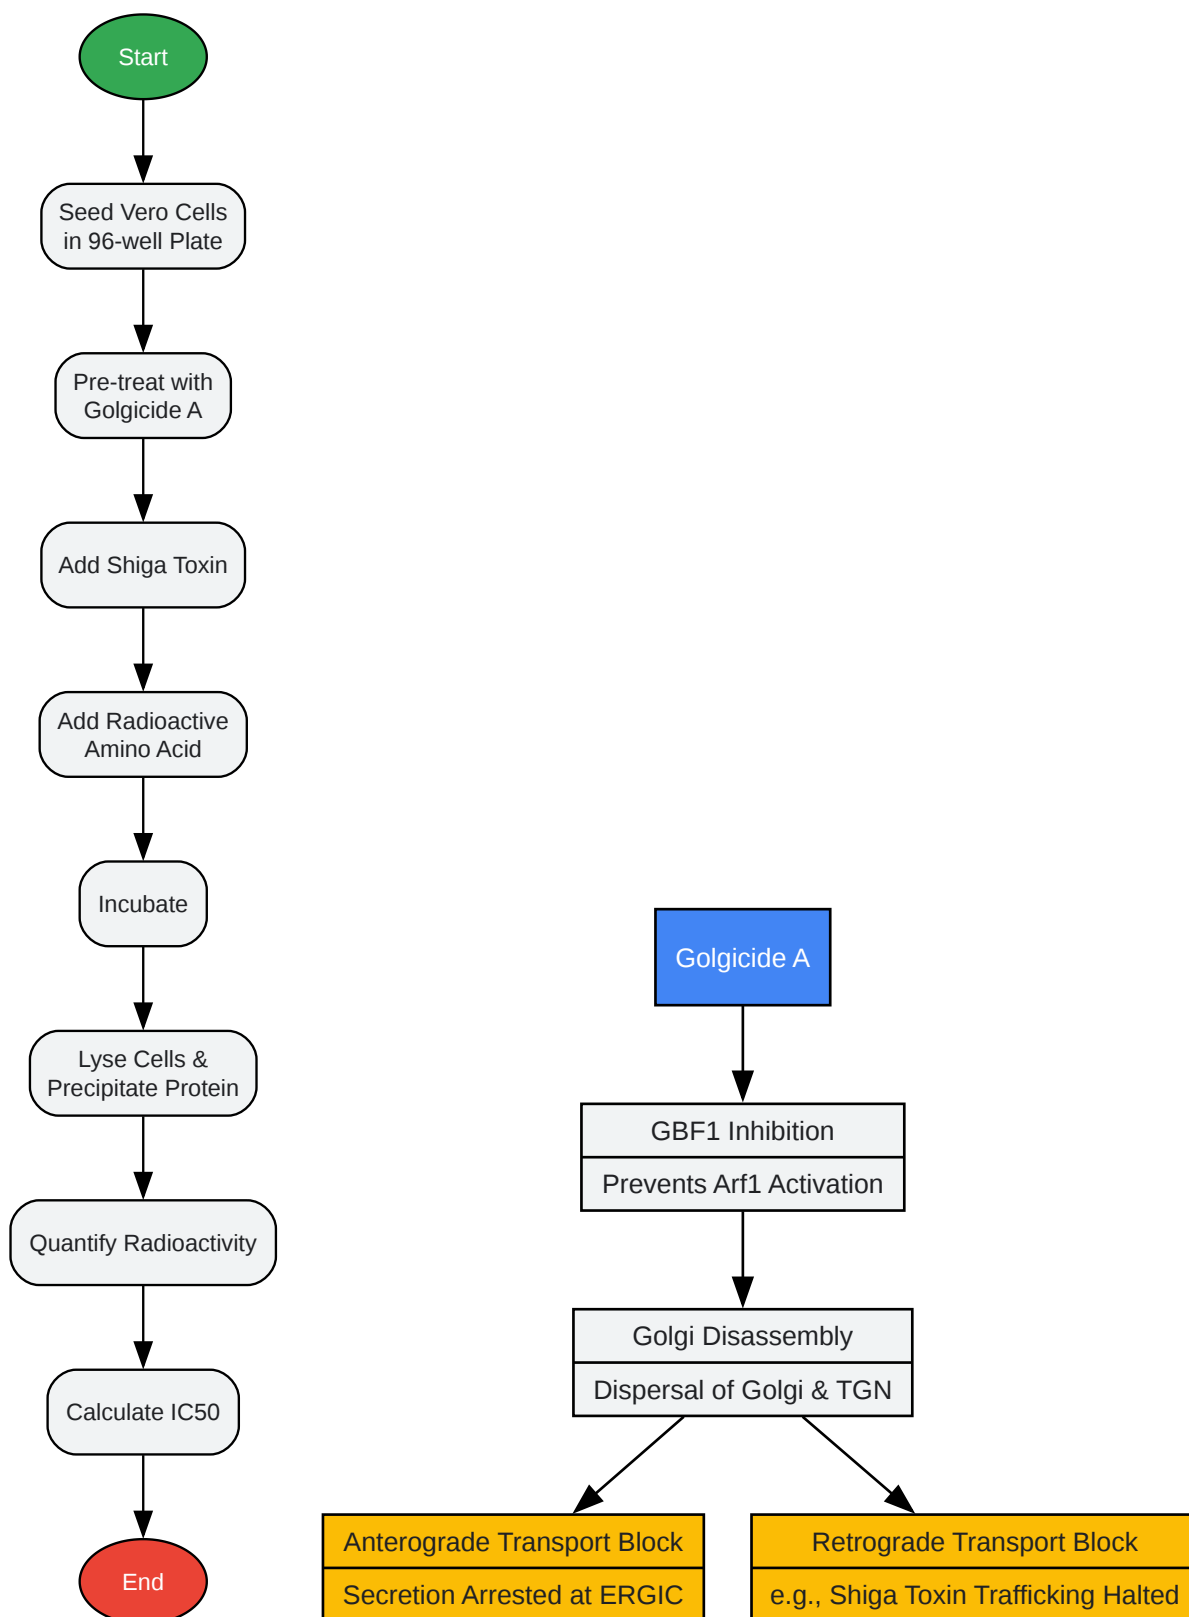 Start
Seed Vero Cells
in 96-well Plate
Pre-treat with
Golgicide A
Add Shiga Toxin
Add Radioactive
Amino Acid
Incubate
Lyse Cells &
Precipitate Protein
Quantify Radioactivity
Calculate IC50
End
Golgicide A
GBF1 Inhibition
Prevents Arf1 Activation
Golgi Disassembly
Dispersal of Golgi & TGN
Anterograde Transport Block
Secretion Arrested at ERGIC
Retrograde Transport Block
e.g., Shiga Toxin Trafficking Halted